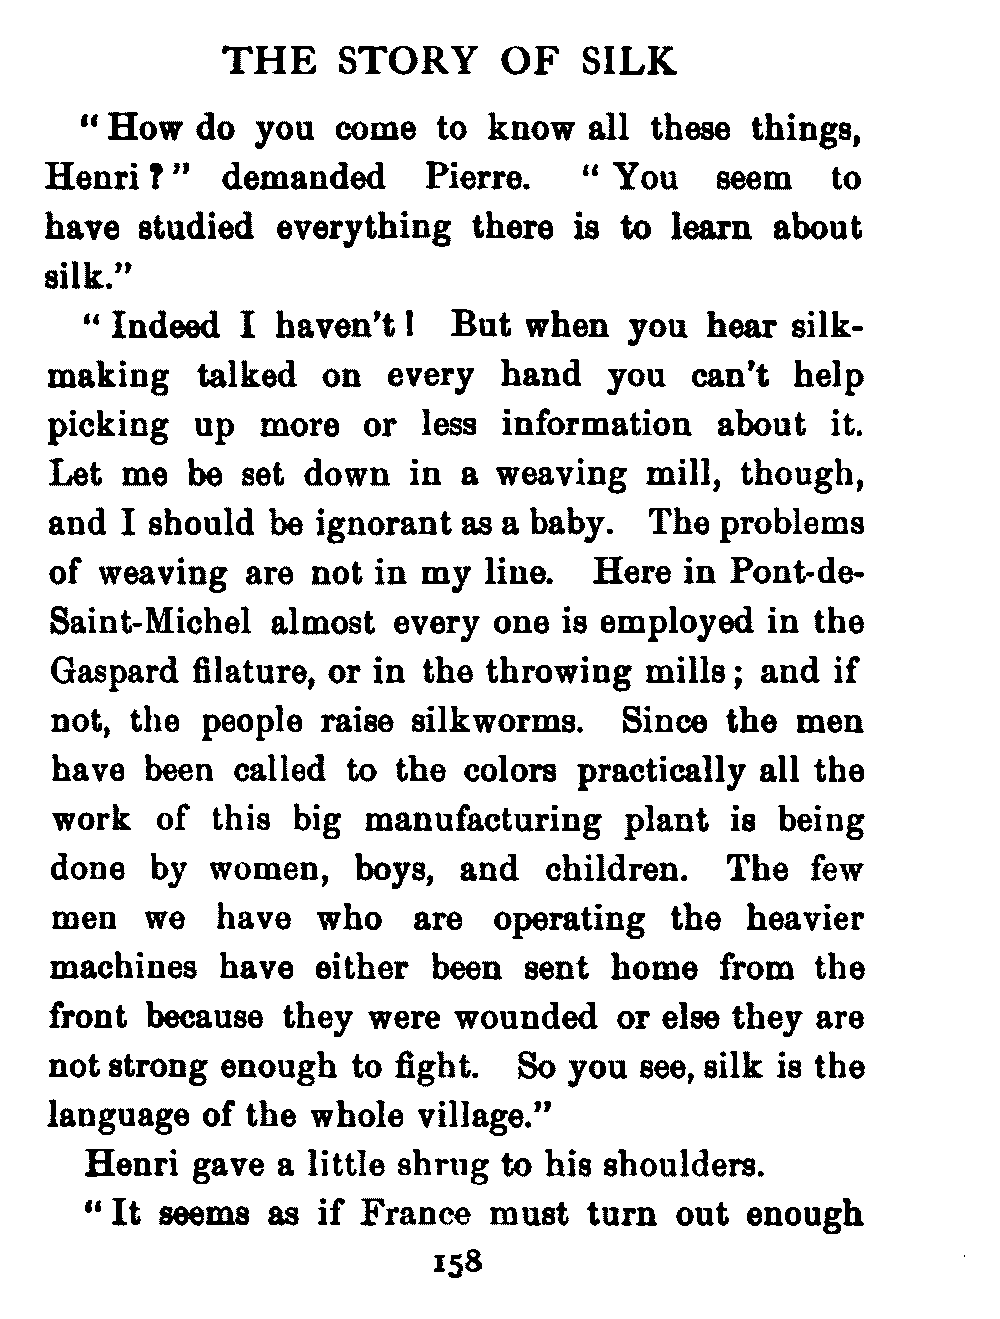 THE STORY OF SILK
“ How do you come to know all these things,
Henri ? ” demanded Pierre. “ You seem to
have studied everything there is to learn about
silk.”
“ Indeed I haven’t ! But when you hear silk-
making talked on every hand you can’t help
picking up more or less information about it.
Let me be set down in a weaving mill, though,
and I should be ignorant as a baby. The problems
of weaving are not in my line. Here in Pont-de-
Saint-Michel almost every one is employed in the
Gaspard filature, or in the throwing mills ; and if
not, the people raise silkworms. Since the men
have been called to the colors practically all the
work of this big manufacturing plant is being
done by women, boys, and children. The few
men we have who are operating the heavier
machines have either been sent home from the
front because they were wounded or else they are
not strong enough to fight. So you see, silk is the
language of the whole village.”
Henri gave a little shrug to his shoulders.
“ It seems as if France must turn out enough
158